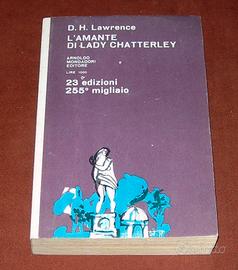 D. H. Lawrence
L'AMANTE
DI LADY CHATTERLEY
ARNOLDO
MONDADORI
EDITORE
LIRE 1000
23 edizioni
255° migliaio